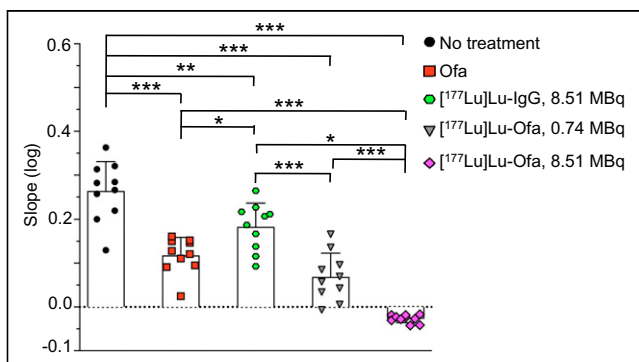 ***
***
**
***
***
*
*
***
***
Slope (log)
0.6
0.4
0.2
0.0
-0.1
No treatment
Ofa
[¹⁷⁷Lu]Lu-IgG, 8.51 MBq
[¹⁷⁷Lu]Lu-Ofa, 0.74 MBq
[¹⁷⁷Lu]Lu-Ofa, 8.51 MBq